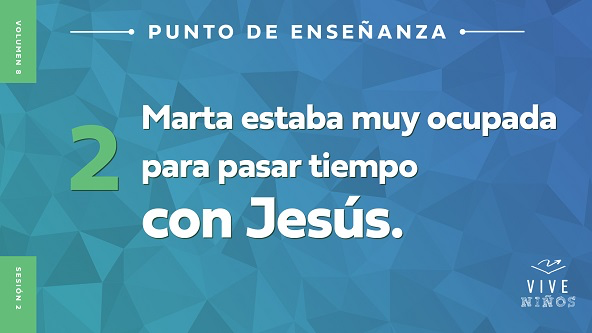 VOLUMEN 8
PUNTO DE ENSEÑANZA
2
Marta estaba muy ocupada
para pasar tiempo
con Jesús.
SESIÓN 2
VIVE
NIÑOS